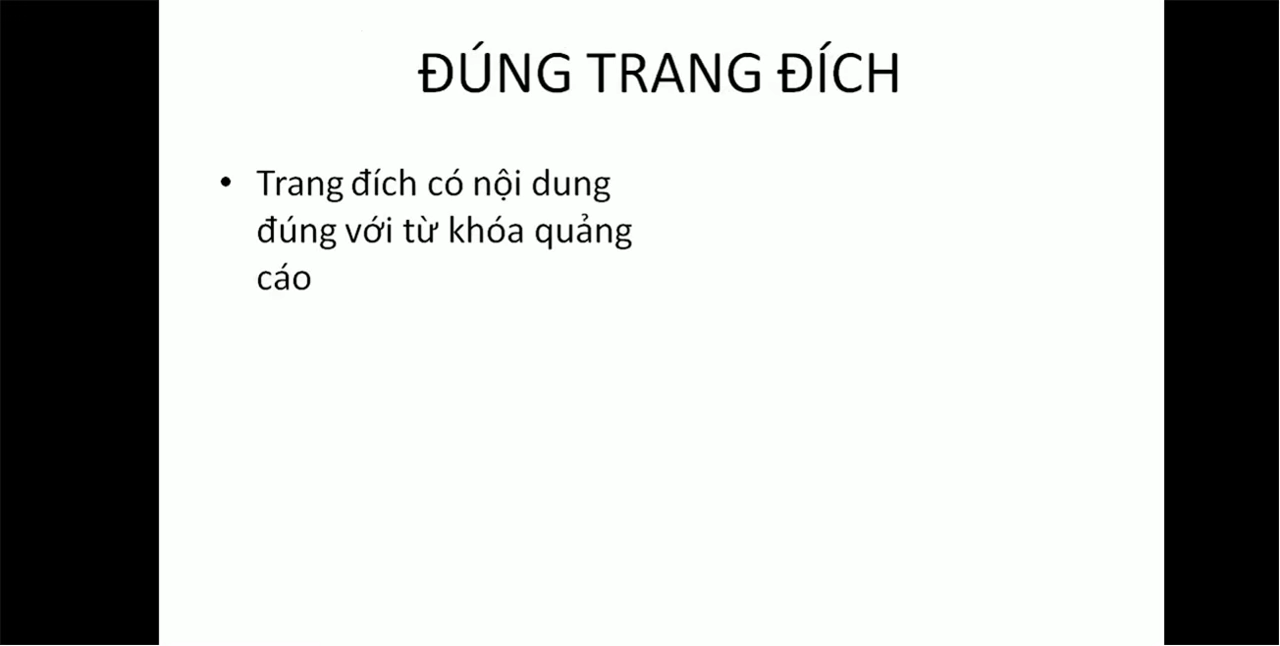 ĐÚNG TRANG ĐÍCH
• Trang đích có nội dung
đúng với từ khóa quảng
cáo